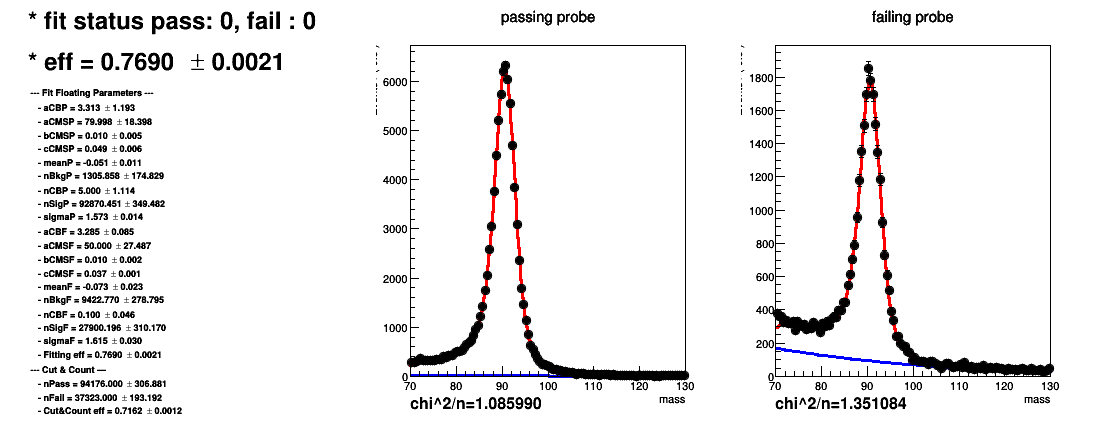 * fit status pass: 0, fail : 0
* eff = 0.7690 ± 0.0021
--- Fit Floating Parameters ---
- aCBP = 3.313 ± 1.193
- aCMSP = 79.998 ± 18.398
- bCMSP = 0.010 ± 0.005
- cCMSP = 0.049 ± 0.006
- meanP = -0.051 ± 0.011
- nBkgP = 1305.858 ± 174.829
- nCBP = 5.000 ± 1.114
- nSigP = 92870.451 ± 349.482
- sigmaP = 1.573 ± 0.014
- aCBF = 3.285 ± 0.085
- aCMSF = 50.000 ± 27.487
- bCMSF = 0.010 ± 0.002
- cCMSF = 0.037 ± 0.001
- meanF = -0.073 ± 0.023
- nBkgF = 9422.770 ± 278.795
- nCBF = 0.100 ± 0.046
- nSigF = 27900.196 ± 310.170
- sigmaF = 1.615 ± 0.030
- Fitting eff = 0.7690 ± 0.0021
--- Cut & Count ---
- nPass = 94176.000 ± 306.881
- nFail = 37323.000 ± 193.192
- Cut&Count eff = 0.7162 ± 0.0012
passing probe
6000
5000
4000
3000
2000
1000
0
70 80 90 100 110 120 130
mass
chi^2/n=1.085990
failing probe
1800
1600
1400
1200
1000
800
600
400
200
0
70 80 90 100 110 120 130
mass
chi^2/n=1.351084